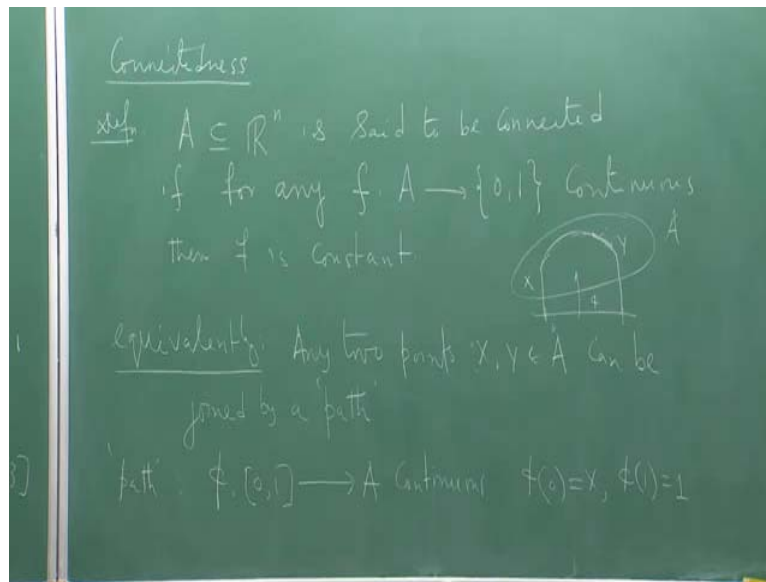 Connectedness
Defn. A ⊆ ℝⁿ is said to be connected
if for any f: A → {0,1} continuous
then f is constant.
X Y A
φ
equivalently: Any two points X, Y ∈ A can be
joined by a 'path'
'path': φ: [0,1] → A continuous φ(0)=X, φ(1)=1
]